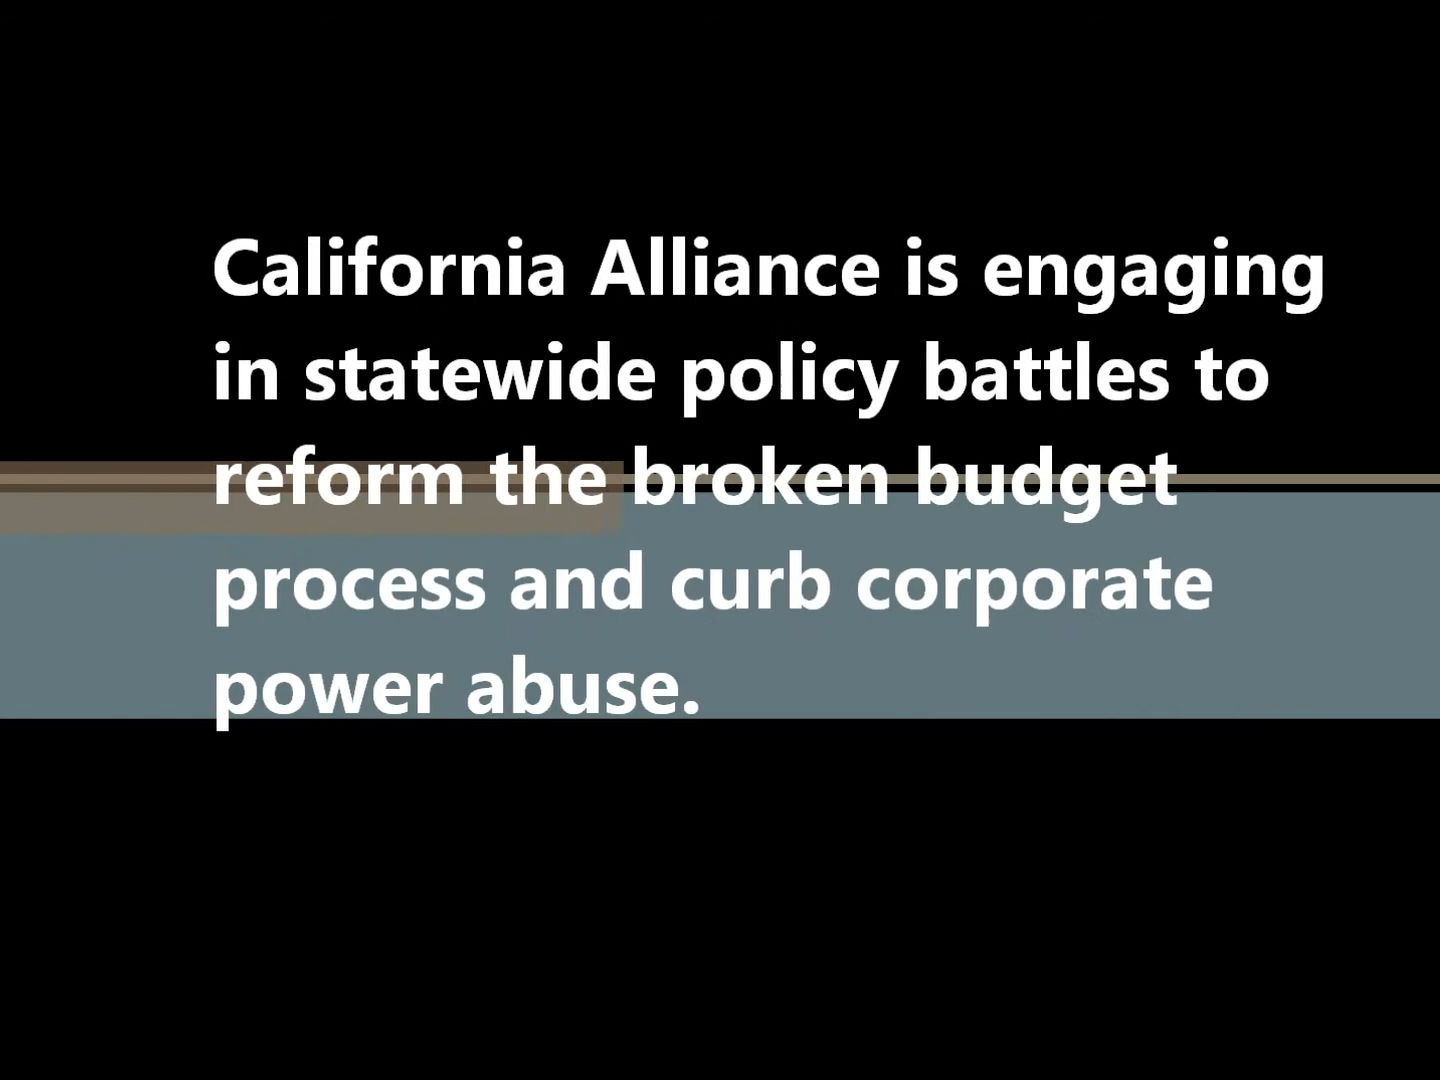 California Alliance is engaging
in statewide policy battles to
reform the broken budget
process and curb corporate
power abuse.